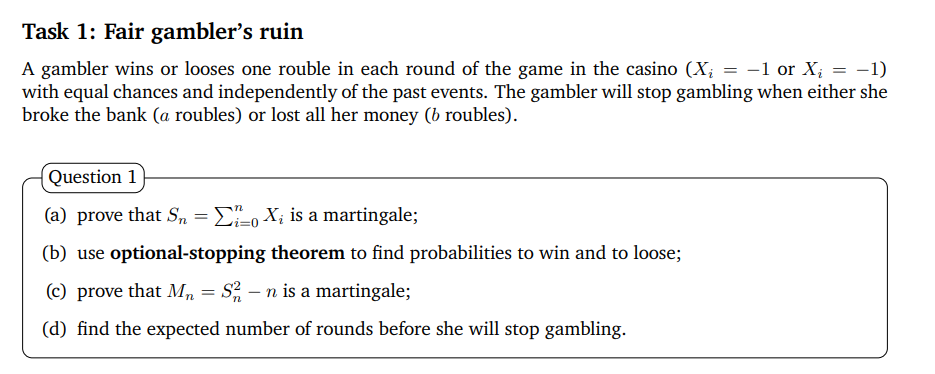 Task 1: Fair gambler's ruin
A gambler wins or looses one rouble in each round of the game in the casino (X_i = −1 or X_i = −1)
with equal chances and independently of the past events. The gambler will stop gambling when either she
broke the bank (a roubles) or lost all her money (b roubles).
Question 1
(a) prove that S_n = ∑_{i=0}^{n} X_i is a martingale;
(b) use optional-stopping theorem to find probabilities to win and to loose;
(c) prove that M_n = S_n^2 − n is a martingale;
(d) find the expected number of rounds before she will stop gambling.